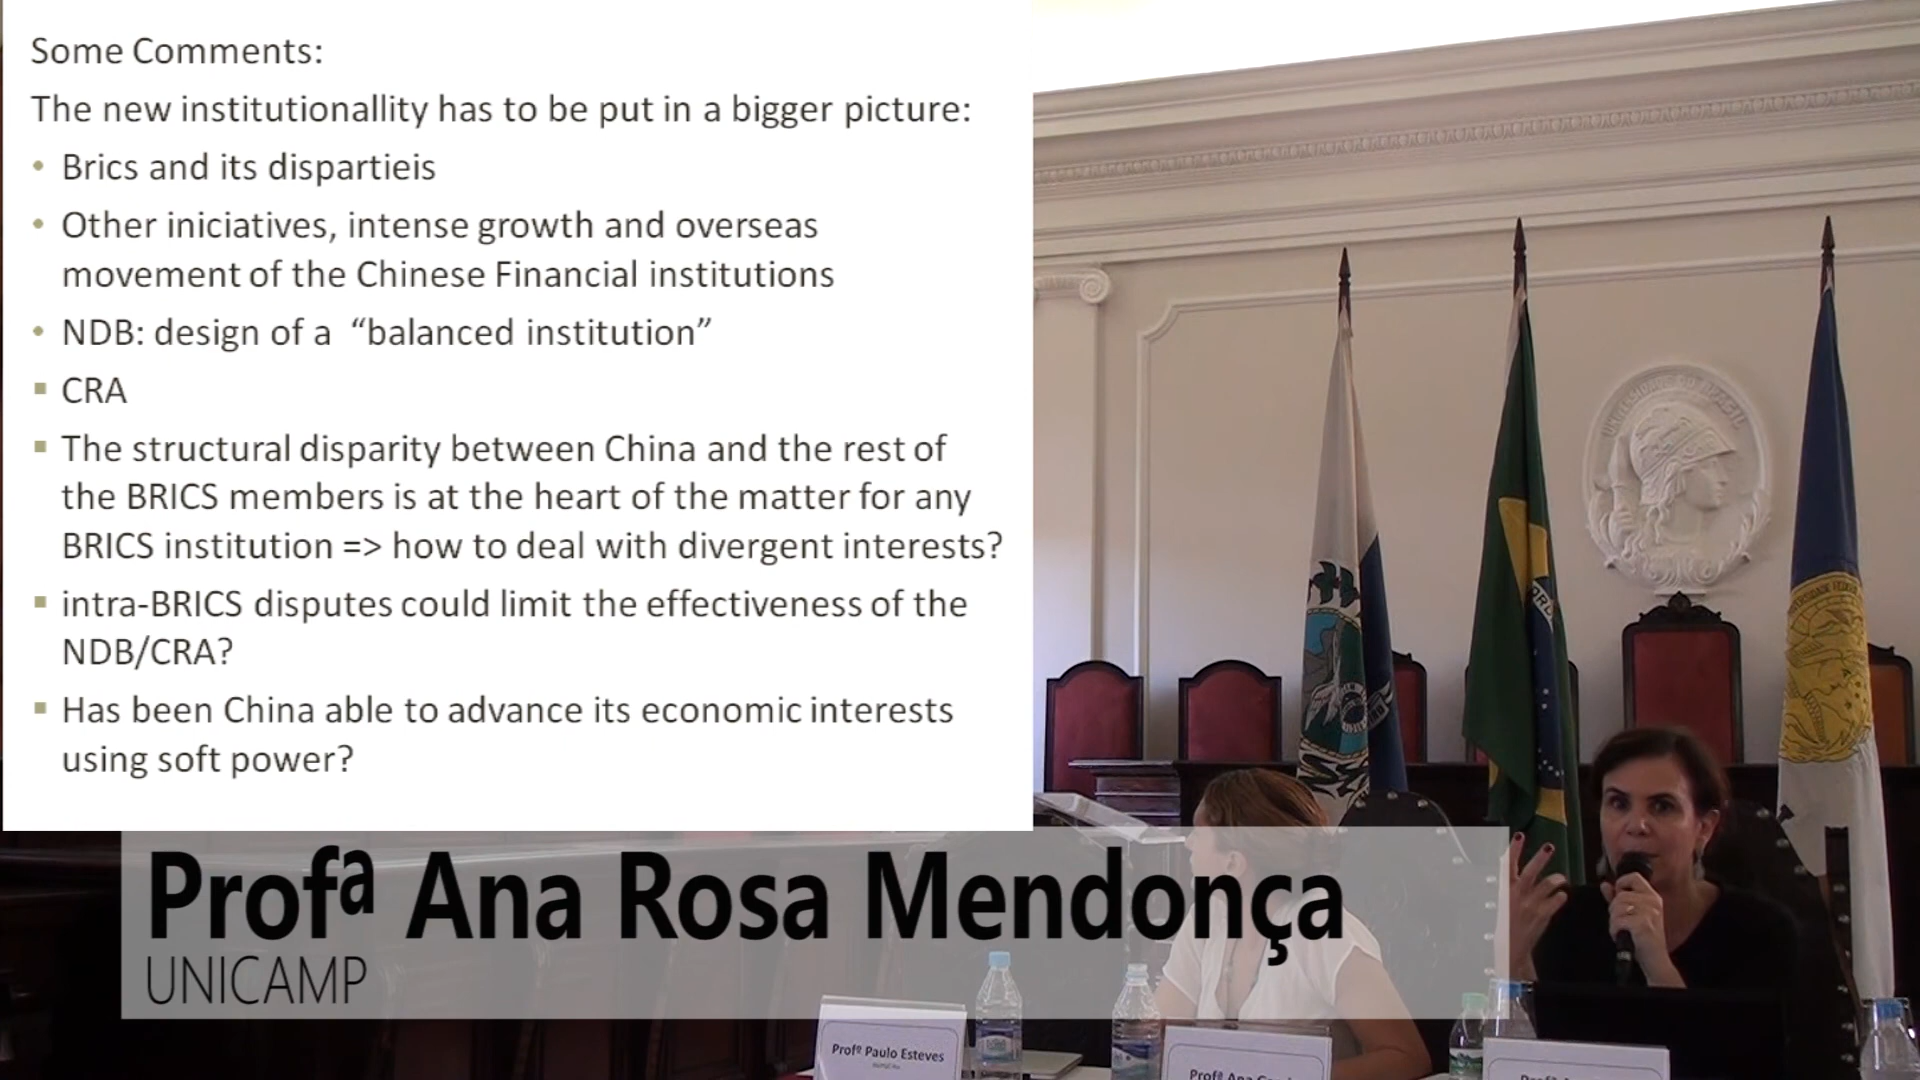 Some Comments:
The new institutionallity has to be put in a bigger picture:
• Brics and its dispartieis
• Other iniciatives, intense growth and overseas
movement of the Chinese Financial institutions
• NDB: design of a “balanced institution”
▪ CRA
▪ The structural disparity between China and the rest of
the BRICS members is at the heart of the matter for any
BRICS institution => how to deal with divergent interests?
▪ intra-BRICS disputes could limit the effectiveness of the
NDB/CRA?
▪ Has been China able to advance its economic interests
using soft power?
Profª Ana Rosa Mendonça
UNICAMP
Profº Paulo Esteves
Profª Ana